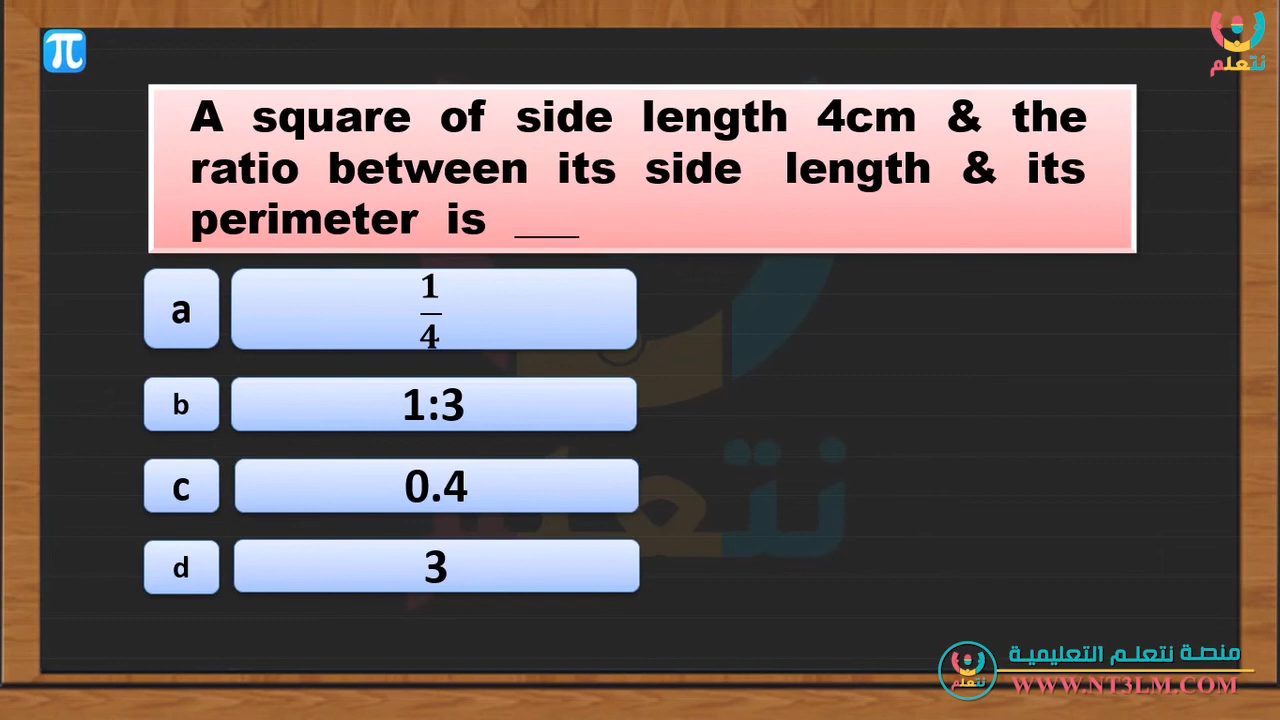 π
نتعلم
A square of side length 4cm & the
ratio between its side length & its
perimeter is ___
a
1/4
b
1:3
c
0.4
d
3
نتعلم
منصة نتعلم التعليمية
نتعلم
WWW.NT3LM.COM